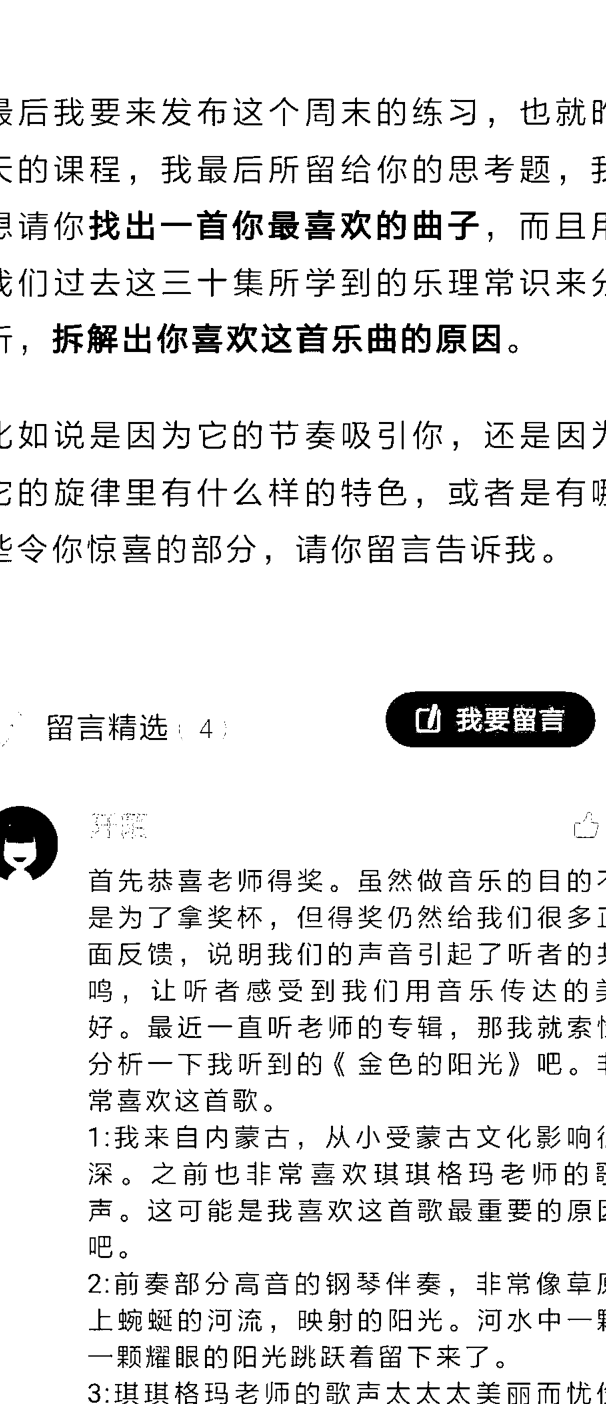 最后我要来发布这个周末的练习，也就昨
天的课程，我最后所留给你的思考题，我
想请你找出一首你最喜欢的曲子，而且用
我们过去这三十集所学到的乐理常识来分
析，拆解出你喜欢这首乐曲的原因。
比如说是因为它的节奏吸引你，还是因为
它的旋律里有什么样的特色，或者是有哪
些令你惊喜的部分，请你留言告诉我。
留言精选（4）
我要留言
首先恭喜老师得奖。虽然做音乐的目的不
是为了拿奖杯，但得奖仍然给我们很多正
面反馈，说明我们的声音引起了听者的共
鸣，让听者感受到我们用音乐传达的美
好。最近一直听老师的专辑，那我就索性
分析一下我听到的《金色的阳光》吧。非
常喜欢这首歌。
1:我来自内蒙古，从小受蒙古文化影响很
深。之前也非常喜欢琪琪格玛老师的歌
声。这可能是我喜欢这首歌最重要的原因
吧。
2:前奏部分高音的钢琴伴奏，非常像草原
上蜿蜒的河流，映射的阳光。河水中一颗
一颗耀眼的阳光跳跃着留下来了。
3:琪琪格玛老师的歌声太太太美丽而忧伤